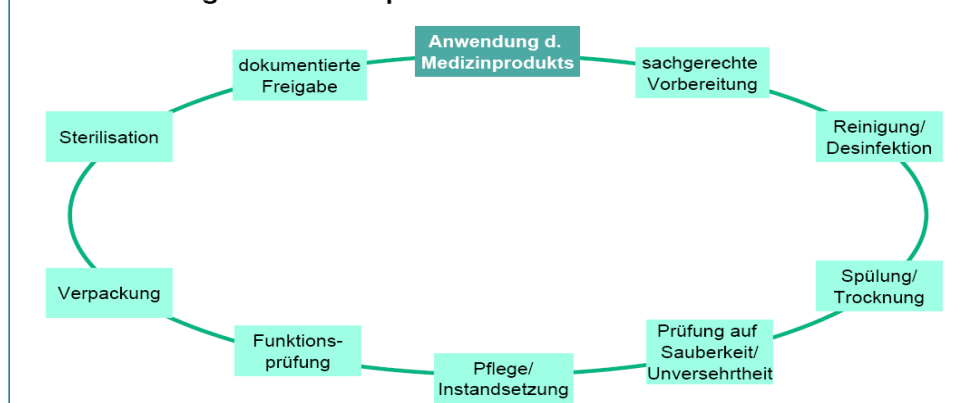 Anwendung d.
Medizinprodukts
sachgerechte
Vorbereitung
Reinigung/
Desinfektion
Spülung/
Trocknung
Prüfung auf
Sauberkeit/
Unversehrtheit
Pflege/
Instandsetzung
Funktions-
prüfung
Verpackung
Sterilisation
dokumentierte
Freigabe